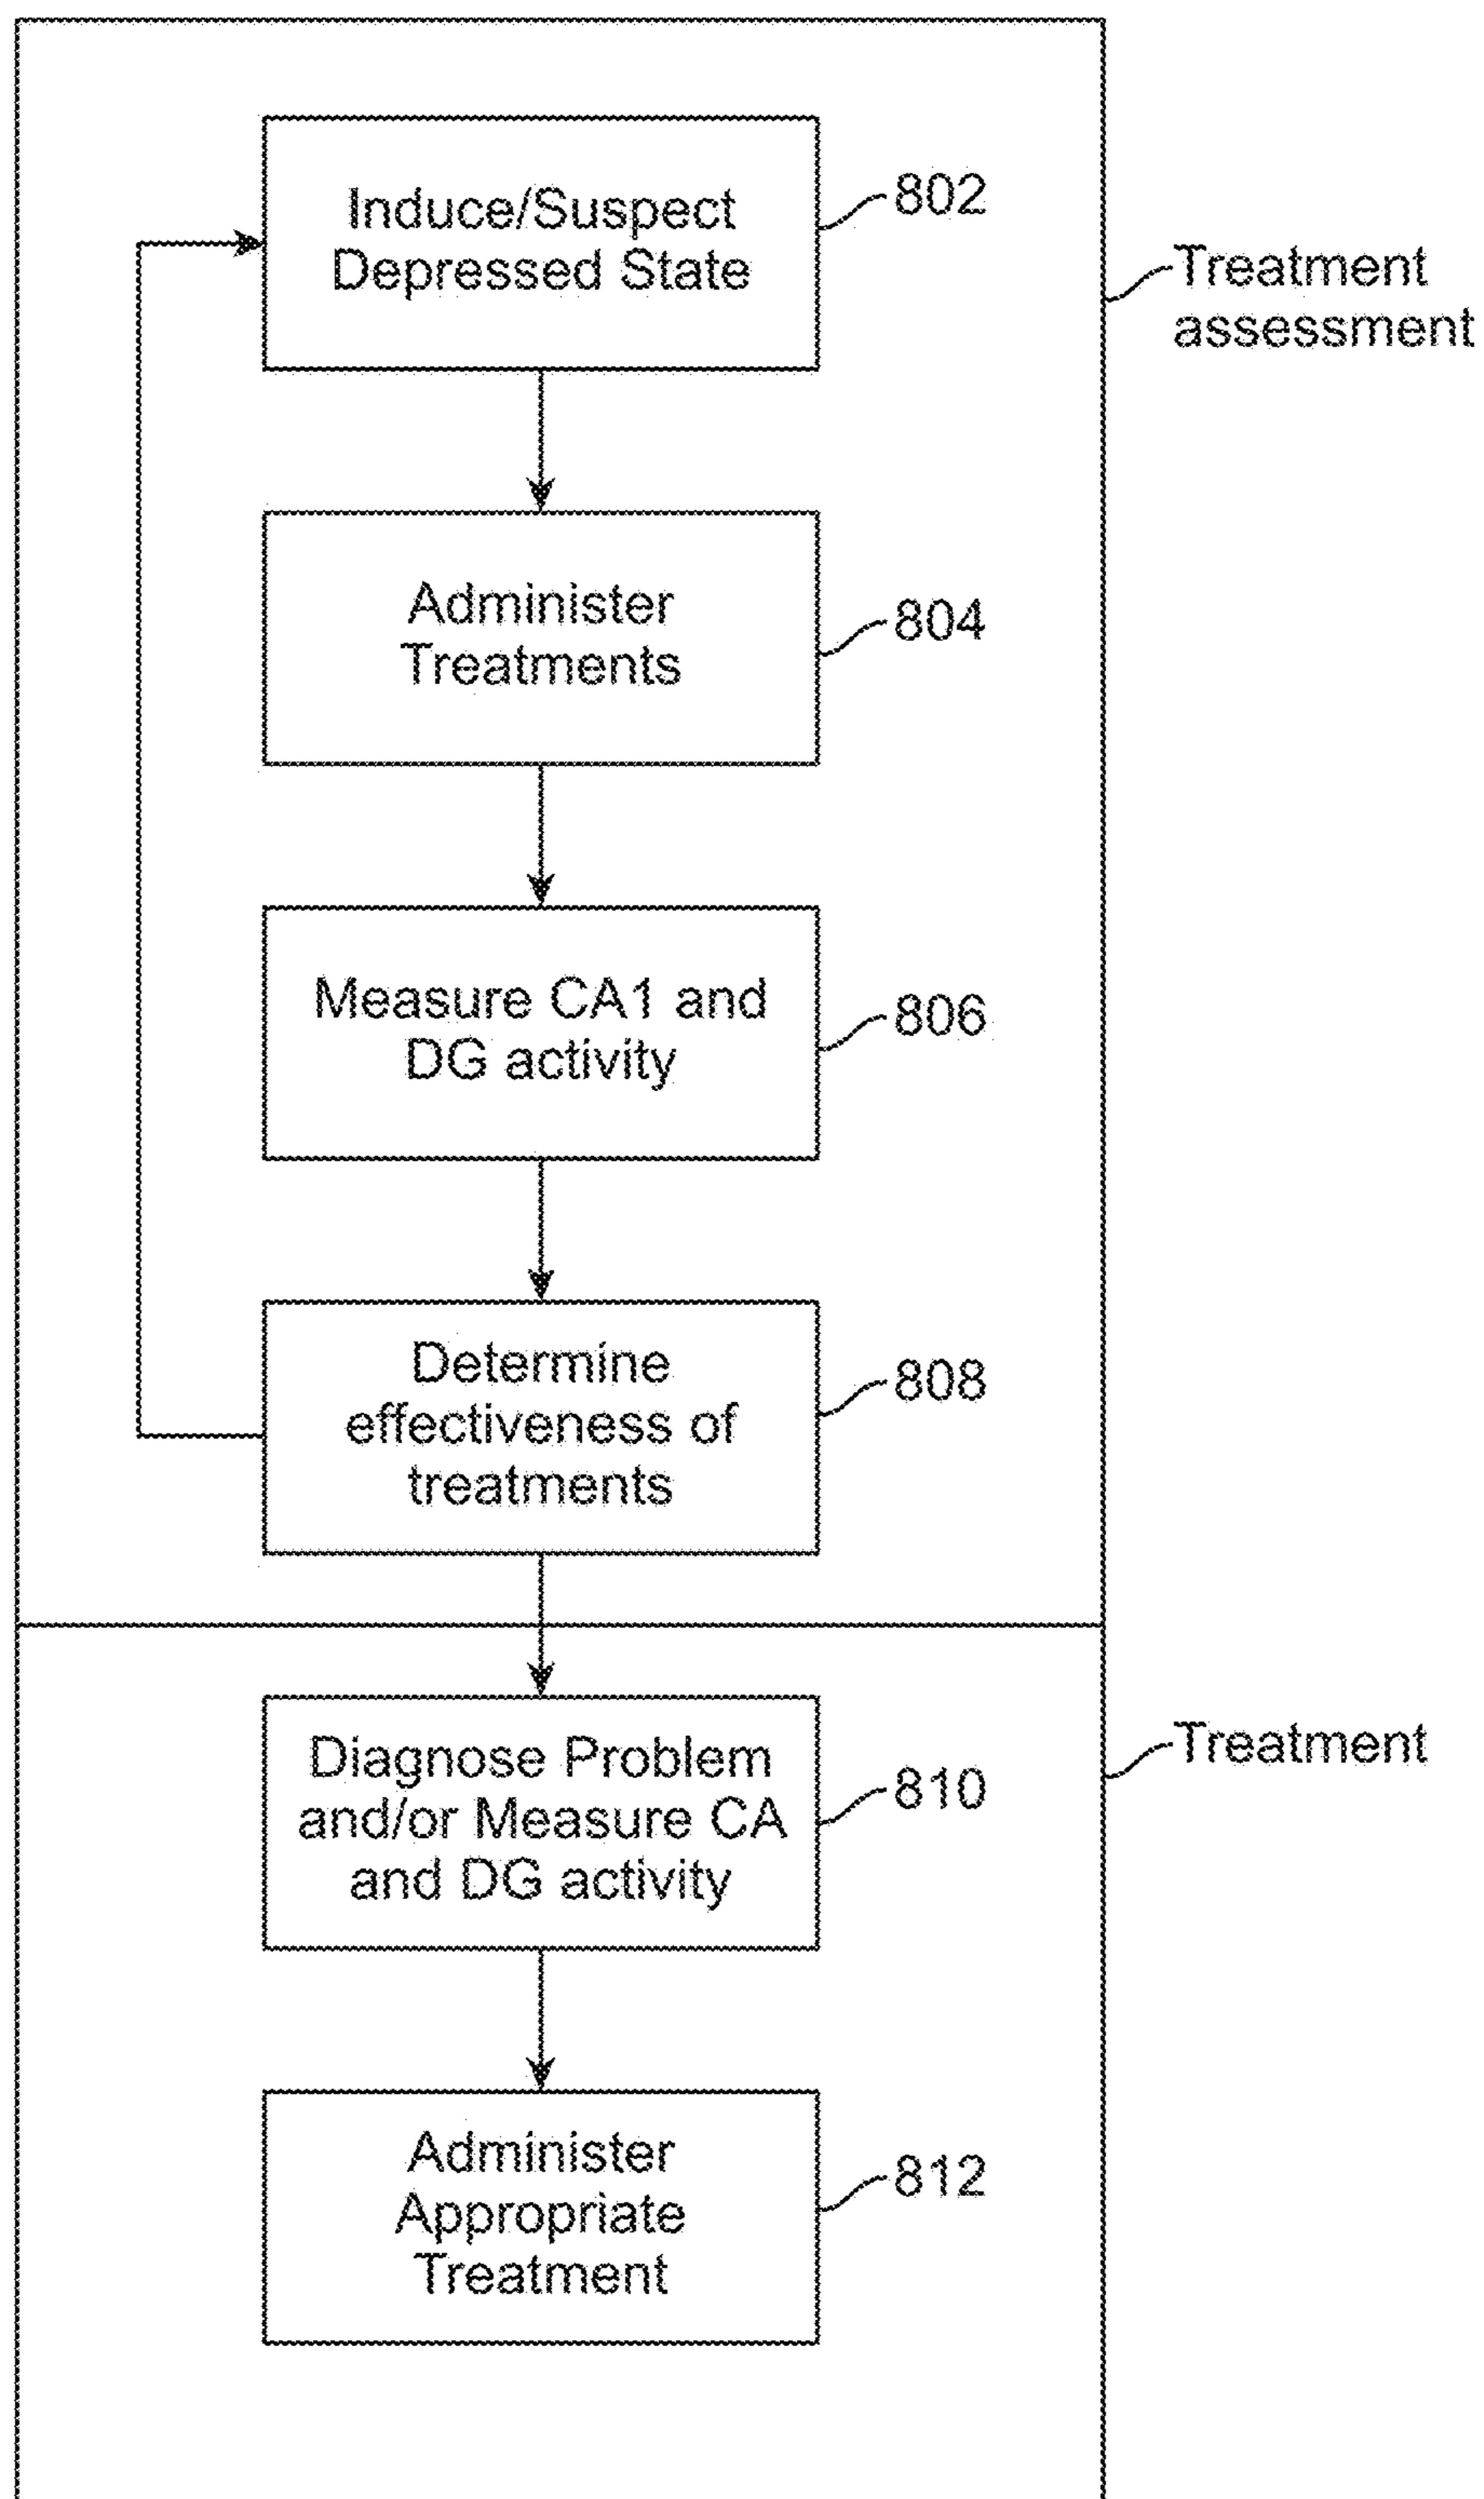 Induce/Suspect
Depressed State
802
Treatment
assessment
Administer
Treatments
804
Measure CA1 and
DG activity
806
Determine
effectiveness of
treatments
808
Diagnose Problem
and/or Measure CA
and DG activity
810
Treatment
Administer
Appropriate
Treatment
812